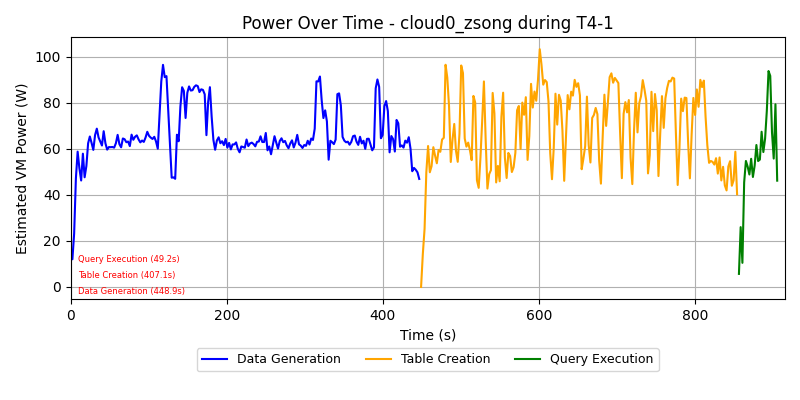 Power Over Time - cloud0_zsong during T4-1
Estimated VM Power (W)
100
80
60
40
20
0
Query Execution (49.2s)
Table Creation (407.1s)
Data Generation (448.9s)
0 200 400 600 800
Time (s)
Data Generation Table Creation Query Execution